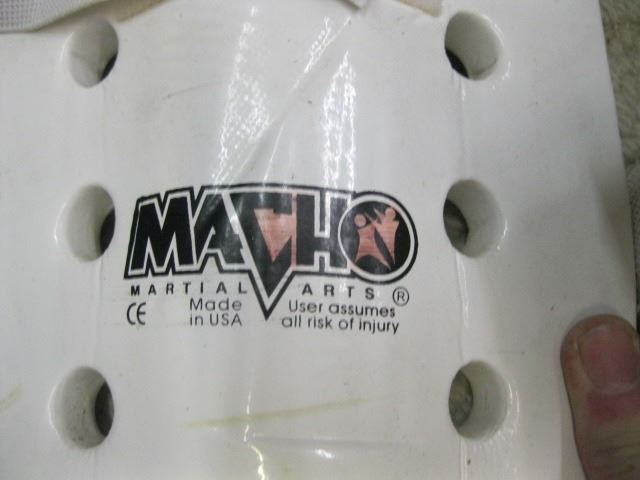 MACHO
MARTIAL ARTS ®
CE Made User assumes
in USA all risk of injury